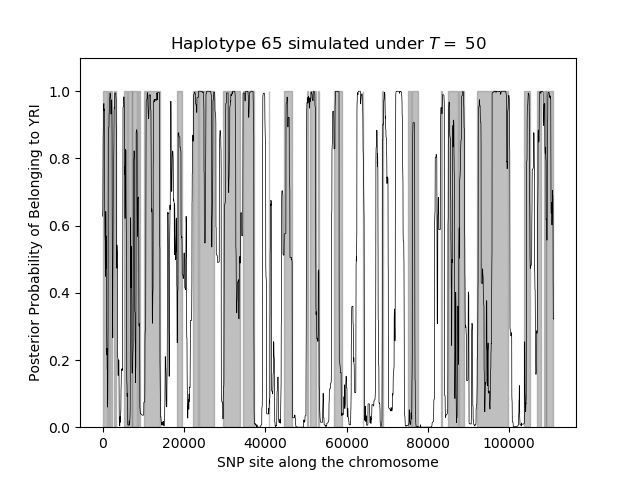 Haplotype 65 simulated under T = 50
Posterior Probability of Belonging to YRI
1.0
0.8
0.6
0.4
0.2
0.0
0 20000 40000 60000 80000 100000
SNP site along the chromosome